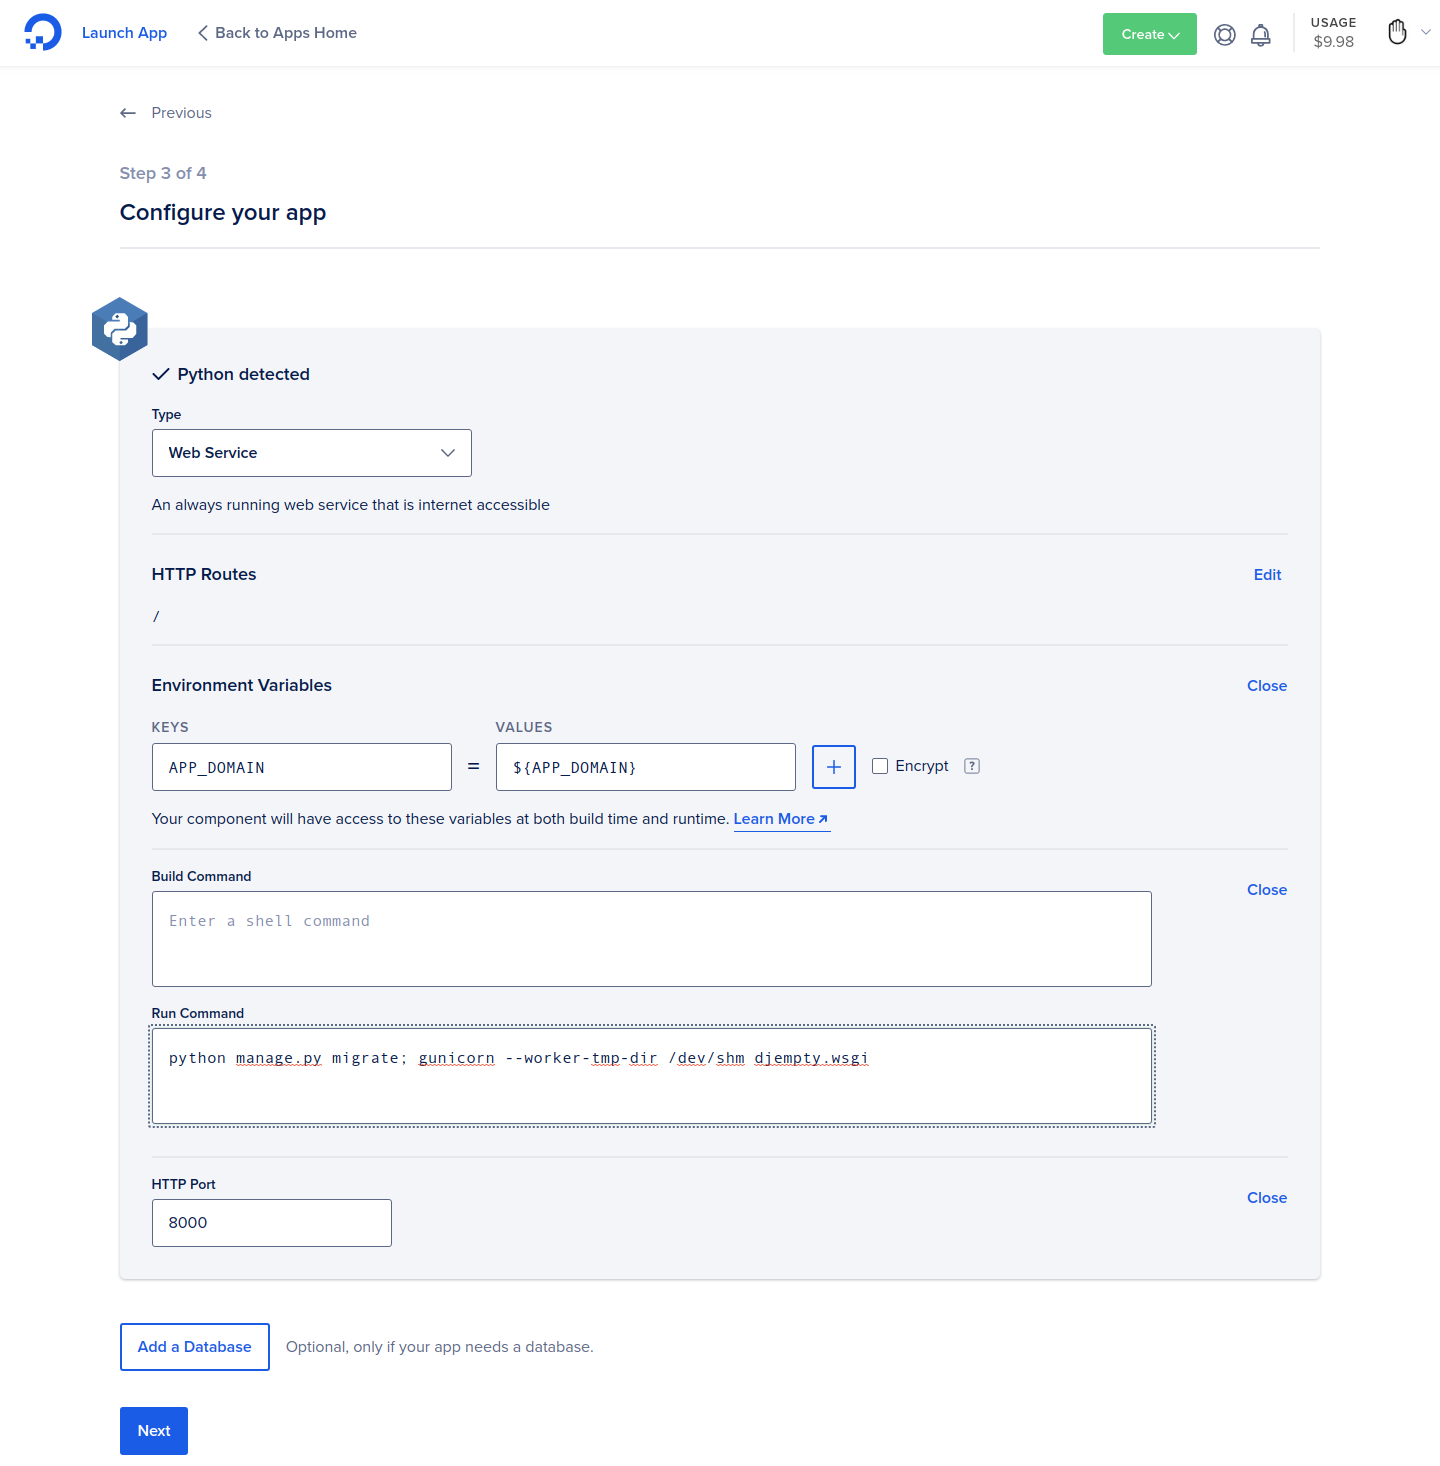 Launch App
Back to Apps Home
Create
USAGE
$9.98
Previous
Step 3 of 4
Configure your app
Python detected
Type
Web Service
An always running web service that is internet accessible
HTTP Routes
Edit
/
Environment Variables
Close
KEYS
VALUES
APP_DOMAIN
=
${APP_DOMAIN}
+
Encrypt
?
Your component will have access to these variables at both build time and runtime. Learn More
Build Command
Close
Enter a shell command
Run Command
python manage.py migrate; gunicorn --worker-tmp-dir /dev/shm djempty.wsgi
HTTP Port
Close
8000
Add a Database
Optional, only if your app needs a database.
Next